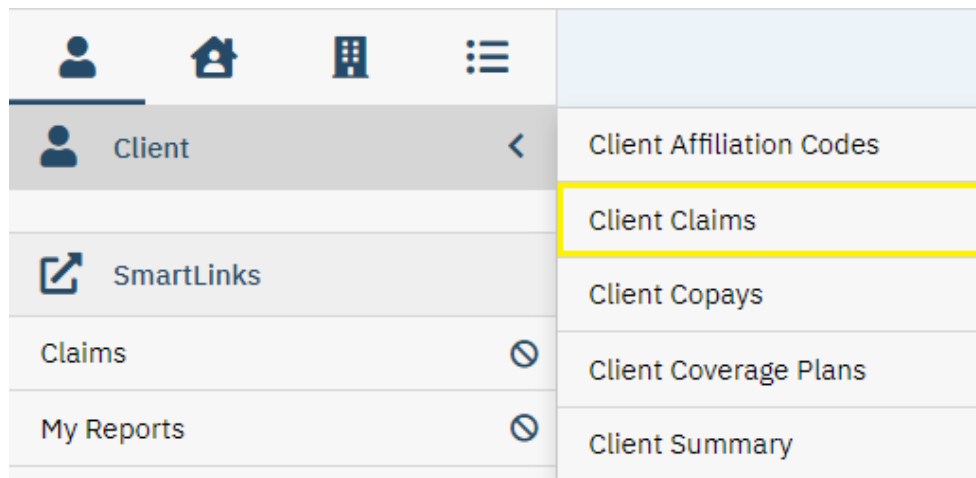 Client
SmartLinks
Claims
My Reports
Client Affiliation Codes
Client Claims
Client Copays
Client Coverage Plans
Client Summary